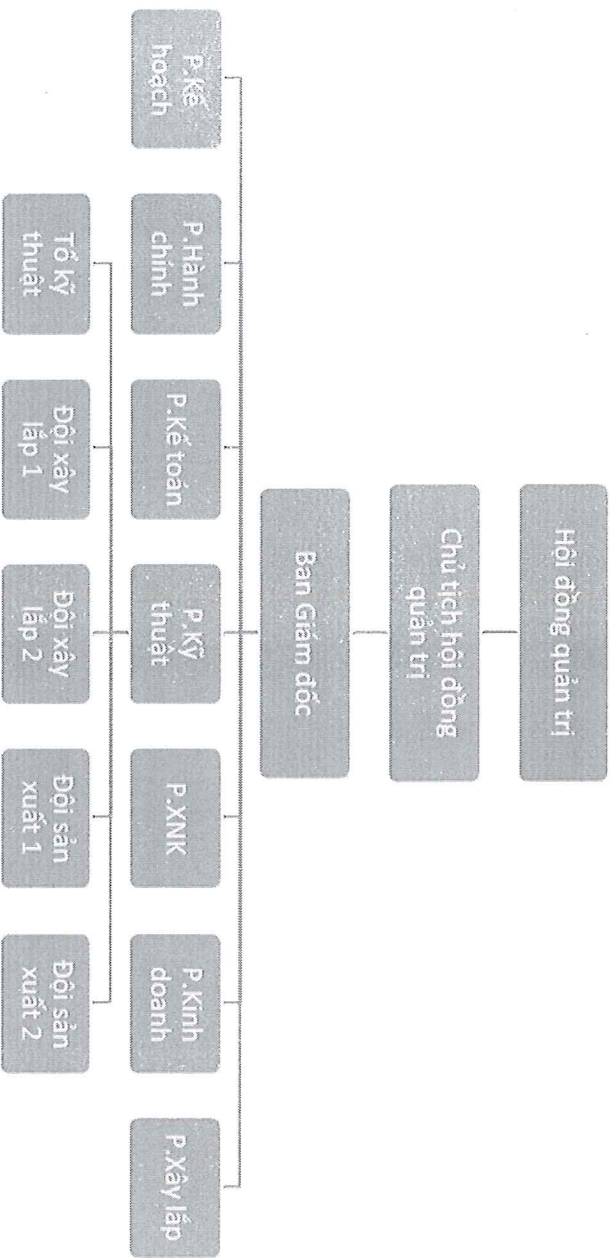 Hội đồng quản trị
Chủ tịch hội đồng
quản trị
Ban Giám đốc
P.Kế
hoạch
P.Hành
chính
P.Kế toán
P.Kỹ
thuật
P.XNK
P.Kinh
doanh
P.Xây lắp
Tổ kỹ
thuật
Đội xây
lắp 1
Đội xây
lắp 2
Đội sản
xuất 1
Đội sản
xuất 2